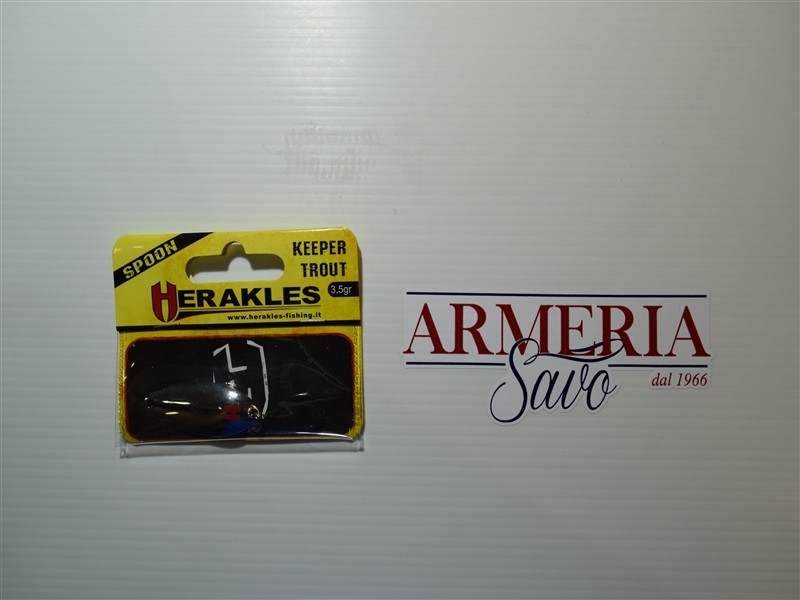 SPOON
KEEPER
TROUT
HERAKLES
3,5gr
www.herakles-fishing.it
ARMERIA
Savo
dal 1966